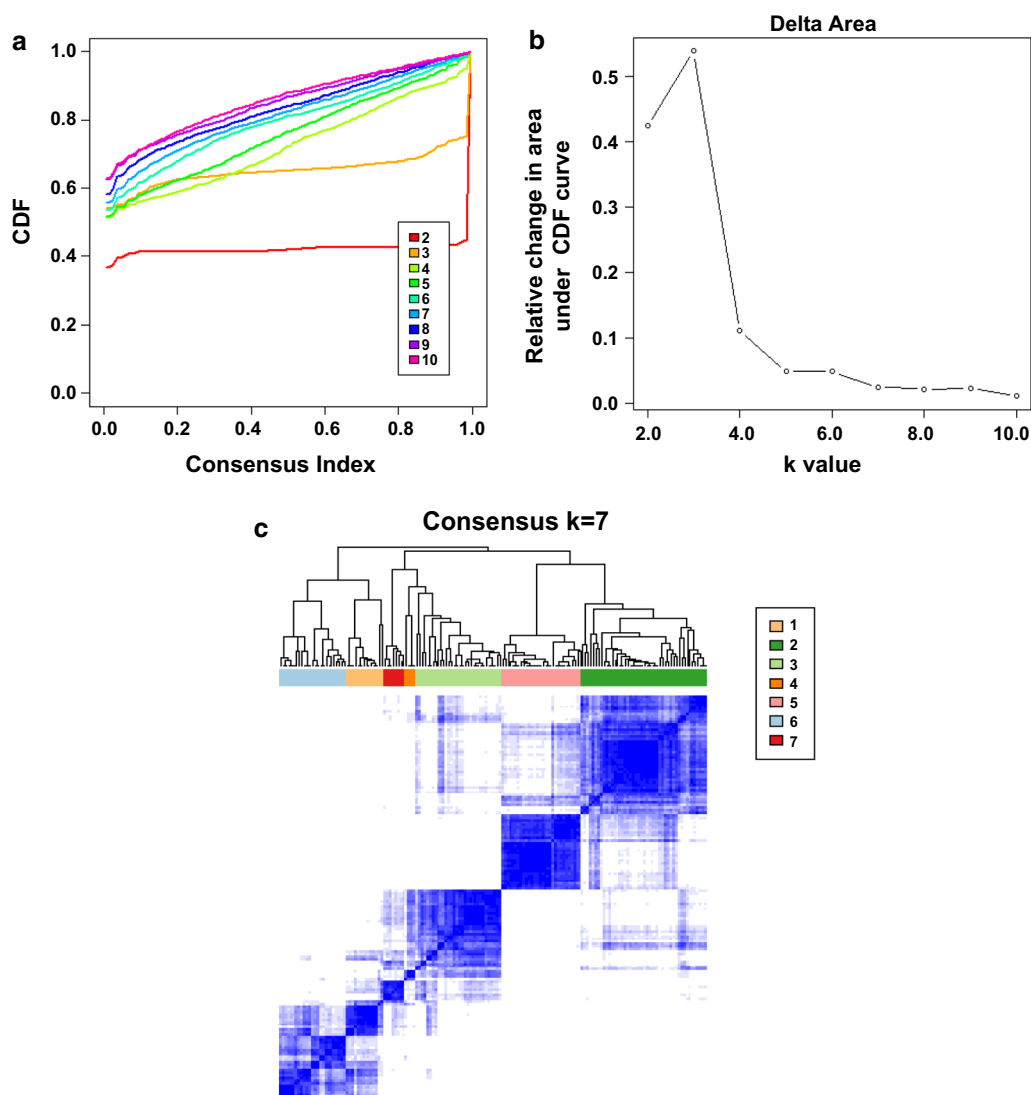 a
CDF
1.0
0.8
0.6
0.4
0.2
0.0
2
3
4
5
6
7
8
9
10
0.0 0.2 0.4 0.6 0.8 1.0
Consensus Index
b
Delta Area
Relative change in area
under CDF curve
0.5
0.4
0.3
0.2
0.1
0.0
2.0 4.0 6.0 8.0 10.0
k value
c
Consensus k=7
1
2
3
4
5
6
7